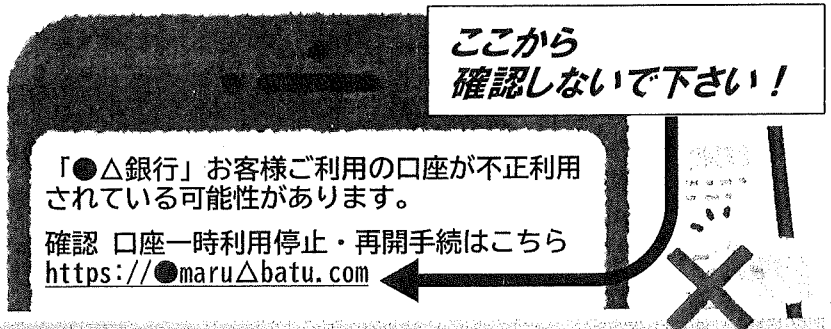 ここから
確認しないで下さい!
「●△銀行」お客様ご利用の口座が不正利用
されている可能性があります。
確認 口座一時利用停止・再開手続はこちら
https://●maru△batu.com